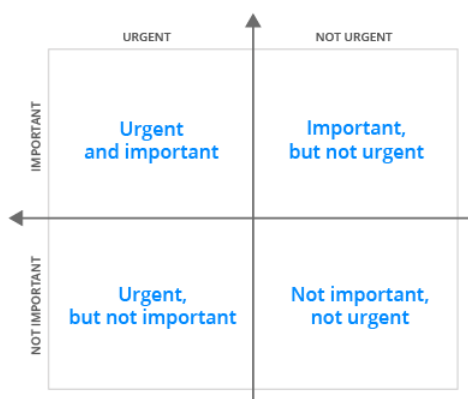 URGENT
NOT URGENT
IMPORTANT
Urgent
and important
Important,
but not urgent
NOT IMPORTANT
Urgent,
but not important
Not important,
not urgent